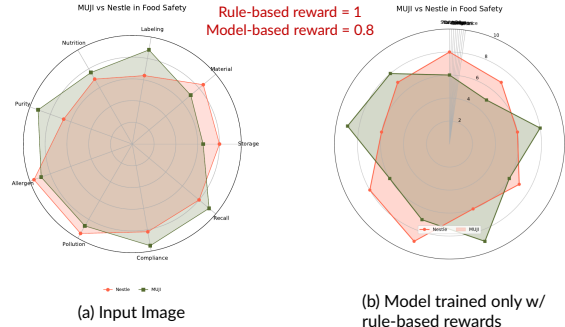 MUJI vs Nestle in Food Safety
Labeling
Nutrition
Material
Purity
Storage
Allergen
Recall
Pollution
Compliance
Nestle
MUJI
(a) Input Image
Rule-based reward = 1
Model-based reward = 0.8
MUJI vs Nestle in Food Safety
10
8
6
4
2
Nestle
MUJI
(b) Model trained only w/
rule-based rewards